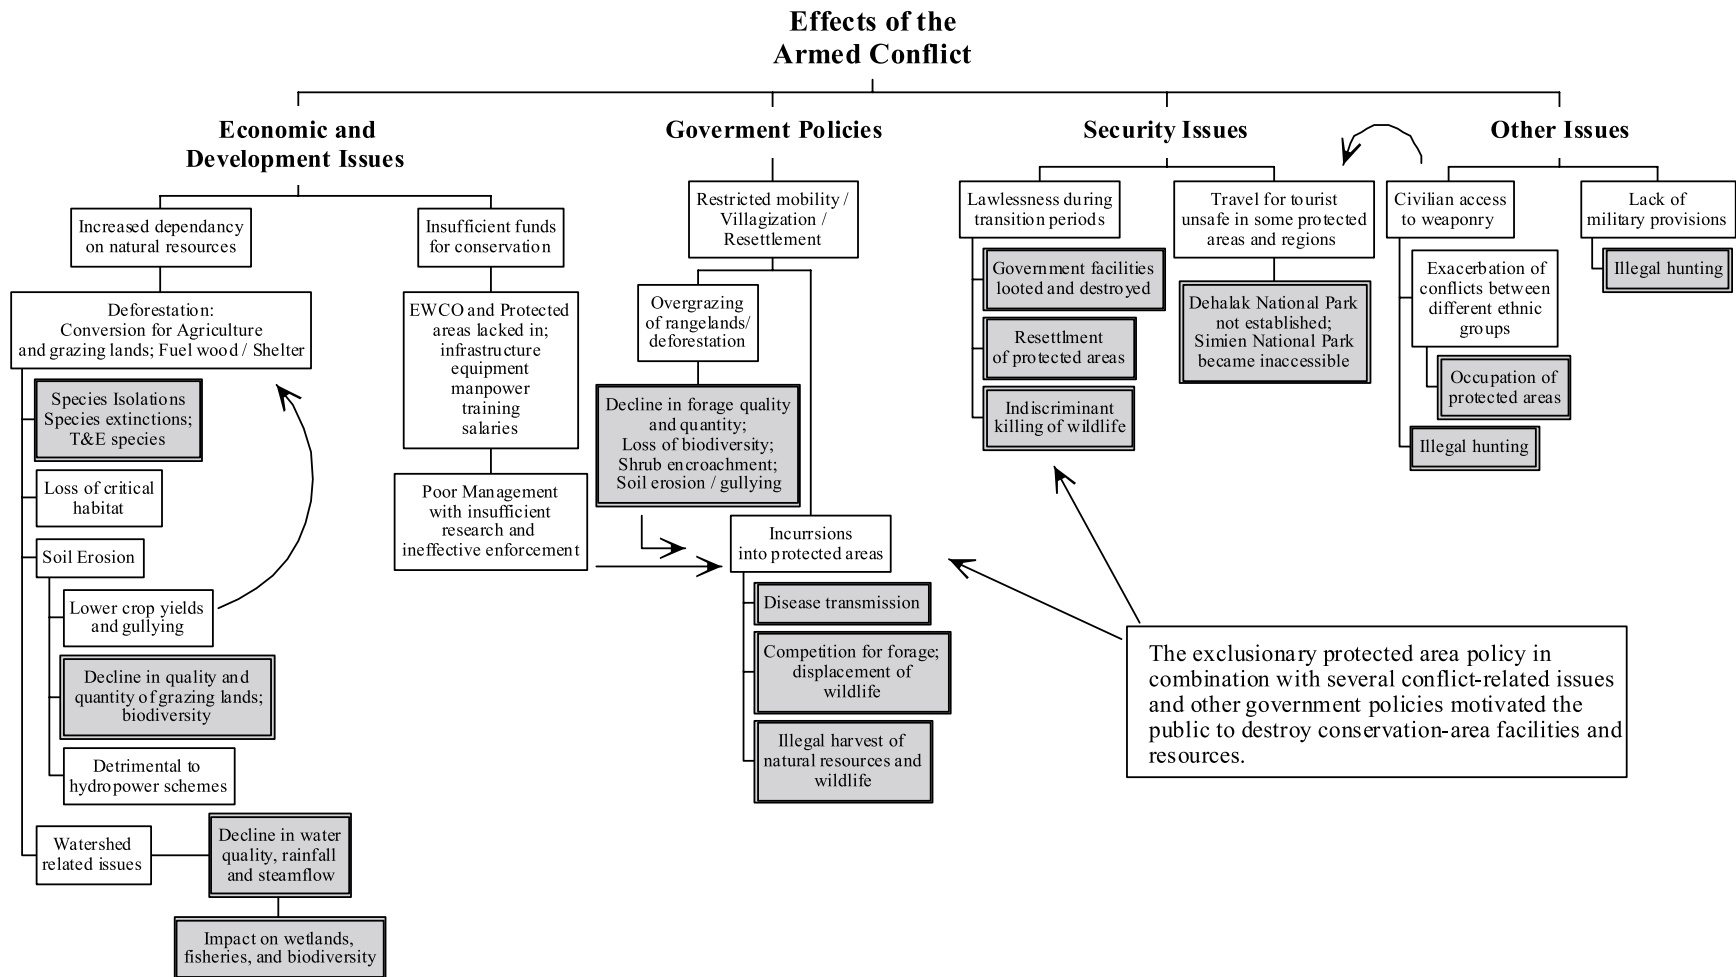 Effects of the
Armed Conflict
Economic and
Development Issues
Increased dependancy
on natural resources
Deforestation:
Conversion for Agriculture
and grazing lands; Fuel wood / Shelter
Species Isolations
Species extinctions;
T&E species
Loss of critical
habitat
Soil Erosion
Lower crop yields
and gullying
Decline in quality and
quantity of grazing lands;
biodiversity
Detrimental to
hydropower schemes
Watershed
related issues
Decline in water
quality, rainfall
and steamflow
Impact on wetlands,
fisheries, and biodiversity
Insufficient funds
for conservation
EWCO and Protected
areas lacked in;
infrastructure
equipment
manpower
training
salaries
Poor Management
with insufficient
research and
ineffective enforcement
Goverment Policies
Restricted mobility /
Villagization /
Resettlement
Overgrazing
of rangelands/
deforestation
Decline in forage quality
and quantity;
Loss of biodiversity;
Shrub encroachment;
Soil erosion / gullying
Incurrsions
into protected areas
Disease transmission
Competition for forage;
displacement of
wildlife
Illegal harvest of
natural resources and
wildlife
Security Issues
Lawlessness during
transition periods
Government facilities
looted and destroyed
Resettlment
of protected areas
Indiscriminant
killing of wildlife
Travel for tourist
unsafe in some protected
areas and regions
Dehalak National Park
not established;
Simien National Park
became inaccessible
Other Issues
Civilian access
to weaponry
Exacerbation of
conflicts between
different ethnic
groups
Occupation of
protected areas
Illegal hunting
Lack of
military provisions
Illegal hunting
The exclusionary protected area policy in
combination with several conflict-related issues
and other government policies motivated the
public to destroy conservation-area facilities and
resources.